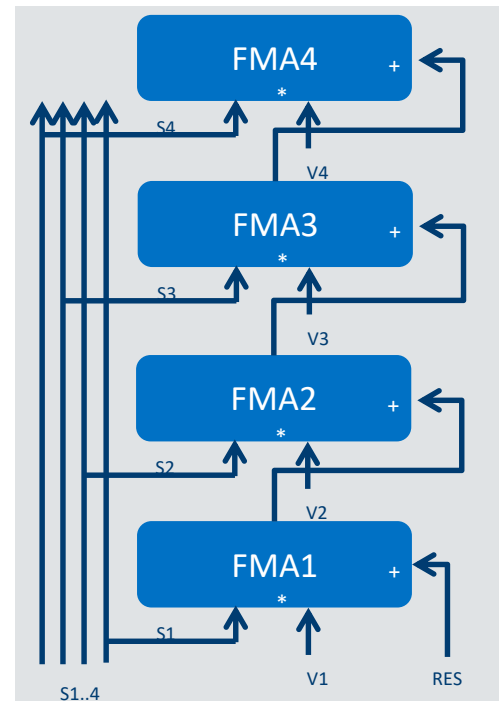 FMA4
+
*
S4
V4
FMA3
+
*
S3
V3
FMA2
+
*
S2
V2
FMA1
+
*
S1
V1
RES
S1..4